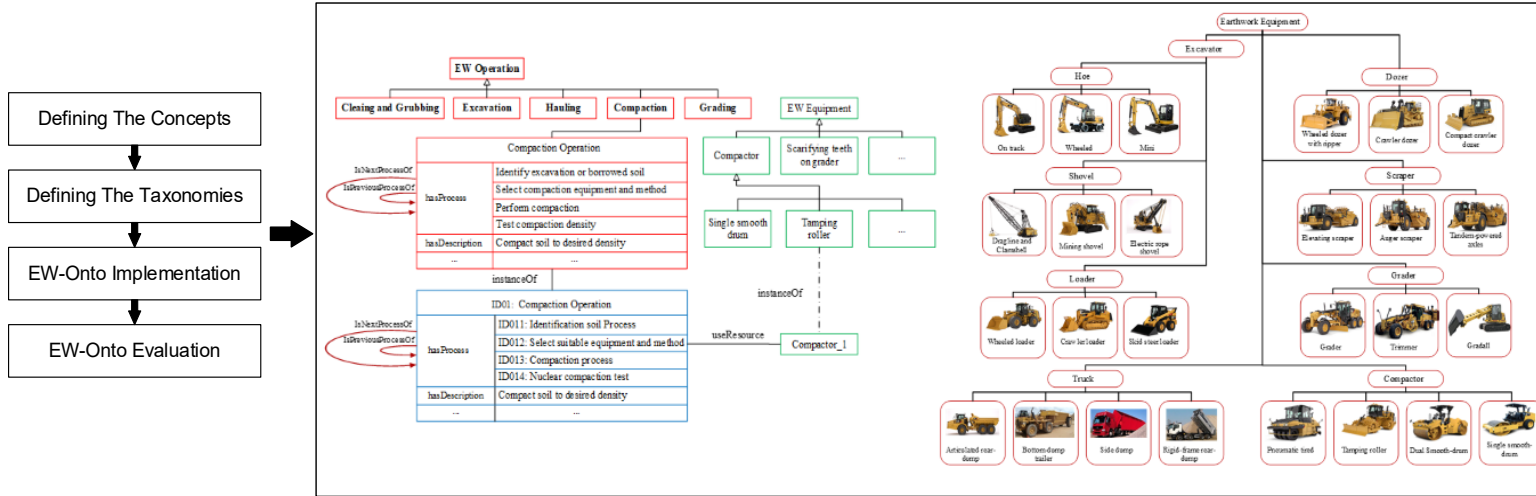 Defining The Concepts
Defining The Taxonomies
EW-Onto Implementation
EW-Onto Evaluation
EW Operation
Clesing and Grubbing
Excavation
Hauling
Compaction
Grading
Compaction Operation
IsNextProcessOf
IsPreviousProcessOf
hasProcess
Identify excavation or borrowed soil
Select compaction equipment and method
Perform compaction
Test compaction density
hasDescription
Compact soil to desired density
...
...
instanceOf
ID01: Compaction Operation
IsNextProcessOf
IsPreviousProcessOf
hasProcess
ID011: Identification soil Process
ID012: Select suitable equipment and method
ID013: Compaction process
ID014: Nuclear compaction test
hasDescription
Compact soil to desired density
...
...
EW Equipment
Compactor
Scarifying teeth
on grader
...
Single smooth
drum
Tamping
roller
...
instanceOf
useResource
Compactor_1
Earthwork Equipment
Excavator
Hoe
On track
Wheeled
Mini
Shovel
Dragline
and Clamshell
Mining shovel
Electric rope
shovel
Loader
Wheeled loader
Crawler loader
Skid steer loader
Dozer
Wheeled dozer
with ripper
Crawler dozer
Compact crawler
dozer
Scraper
Elevating scraper
Auger scraper
Tandem-powered
axles
Grader
Grader
Trimmer
Gradall
Truck
Articulated rear-
dump
Bottom dump
trailer
Side dump
Rigid-frame rear-
dump
Compactor
Pneumatic tired
Tamping roller
Dual Smooth-drum
Single smooth-
drum